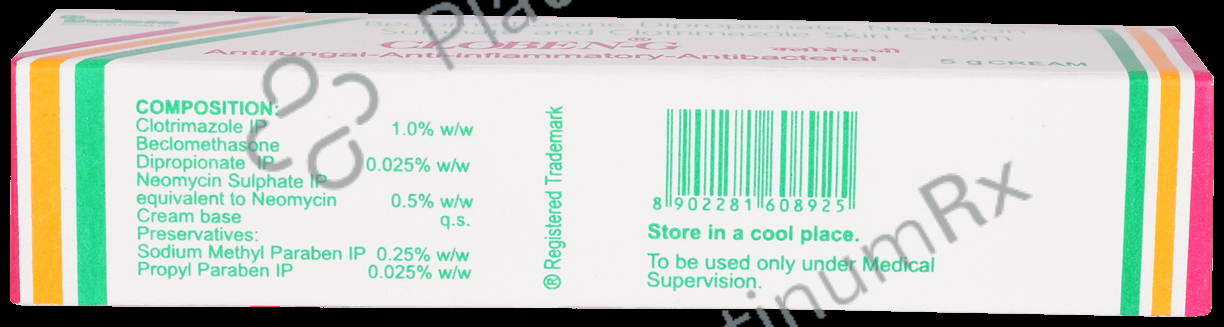 Beclomethasone Dipropionate, Neomycin
Sulphate and Clotrimazole Skin Cream
CLOBEN-G® क्लोबेन-जी
Antifungal-Anti-inflammatory-Antibacterial
5 g CREAM
COMPOSITION:
Clotrimazole IP 1.0% w/w
Beclomethasone
Dipropionate IP 0.025% w/w
Neomycin Sulphate IP
equivalent to Neomycin 0.5% w/w
Cream base q.s.
Preservatives:
Sodium Methyl Paraben IP 0.25% w/w
Propyl Paraben IP 0.025% w/w
® Registered Trademark
8 902281 608925
Store in a cool place.
To be used only under Medical
Supervision.
PlatinumRx